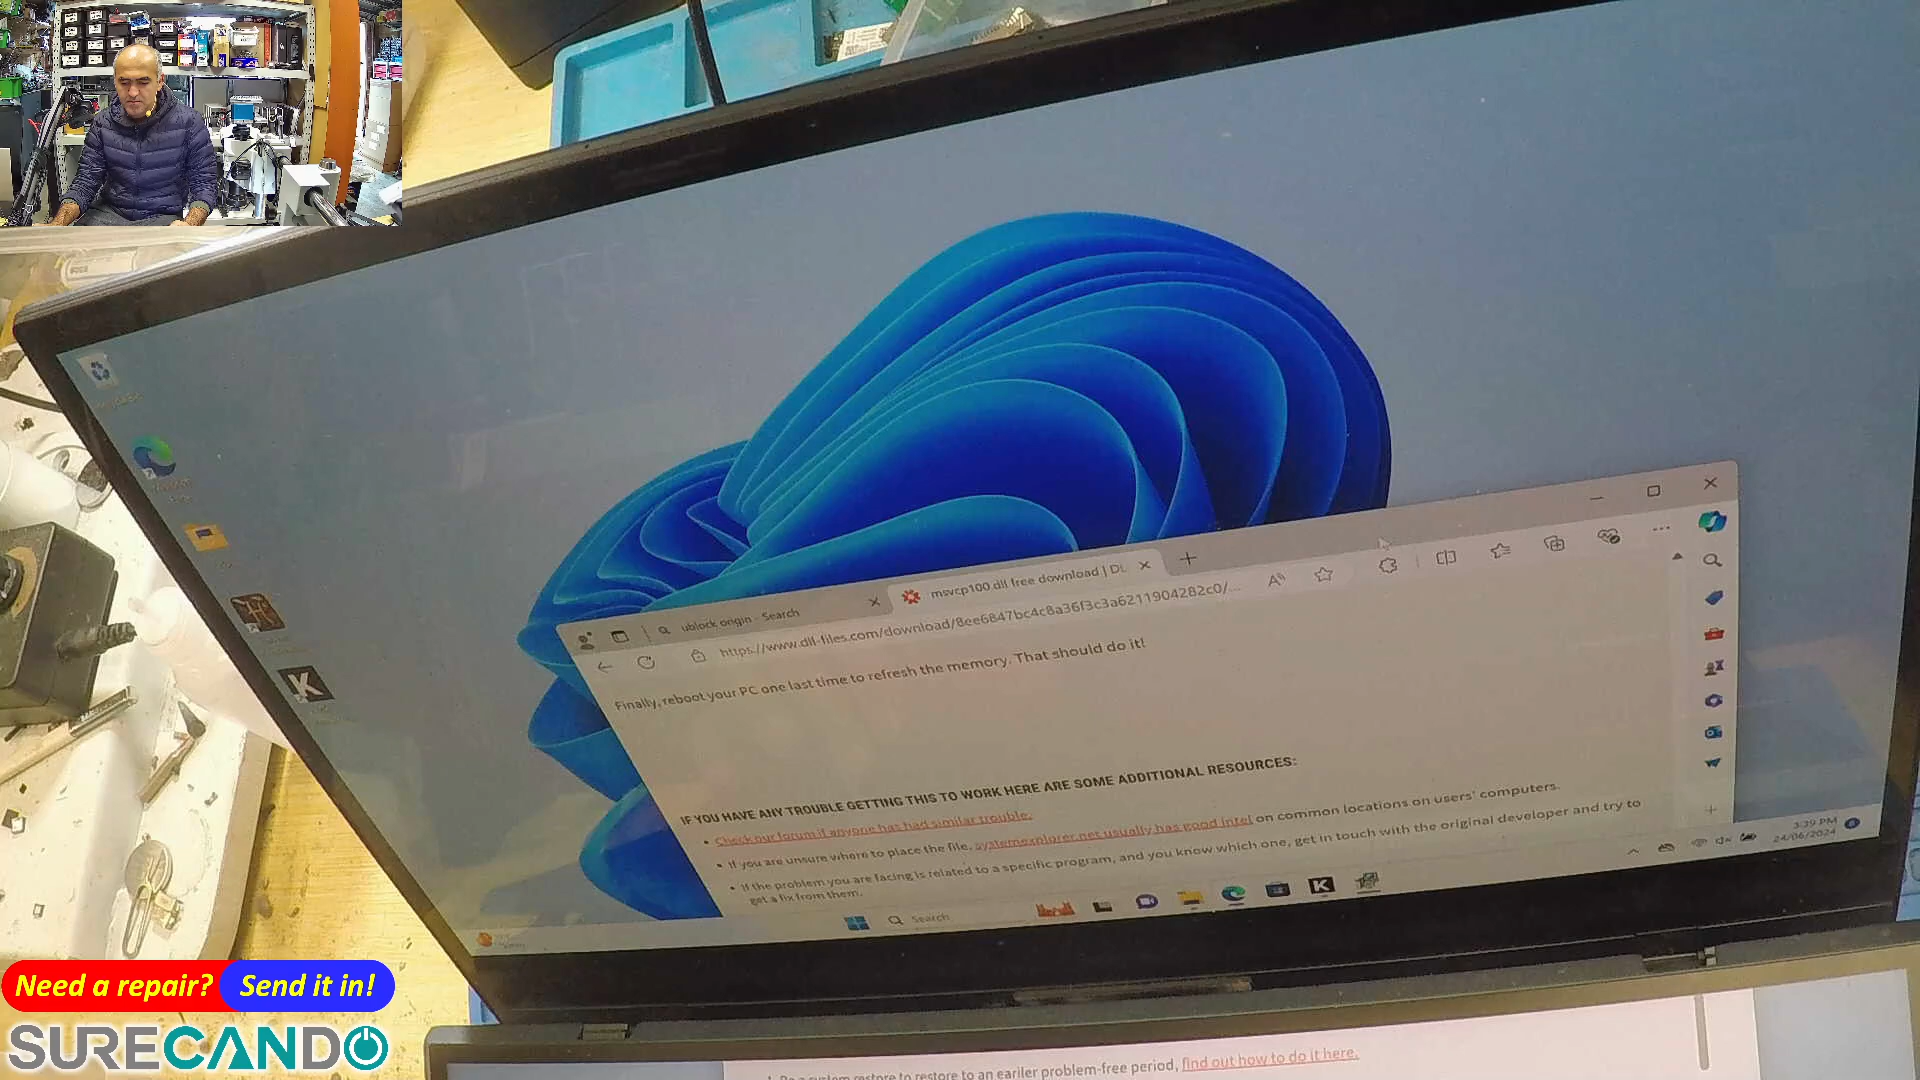 ublock origin - Search
msvcp100.dll free download | DL
https://www.dll-files.com/download/8ee6847bc4c8a36f3c3a6211904282c0/...
Finally, reboot your PC one last time to refresh the memory. That should do it!
IF YOU HAVE ANY TROUBLE GETTING THIS TO WORK HERE ARE SOME ADDITIONAL RESOURCES:
• Check our forum if anyone has had similar trouble.
• If you are unsure where to place the file, systemexplorer.net usually has good intel on common locations on users' computers.
• If the problem you are facing is related to a specific program, and you know which one, get in touch with the original developer and try to
get a fix from them.
Search
3:39 PM
24/06/2024
K
K
Need a repair? Send it in!
SURECANDO
system restore to restore to an eariler problem-free period, find out how to do it here.